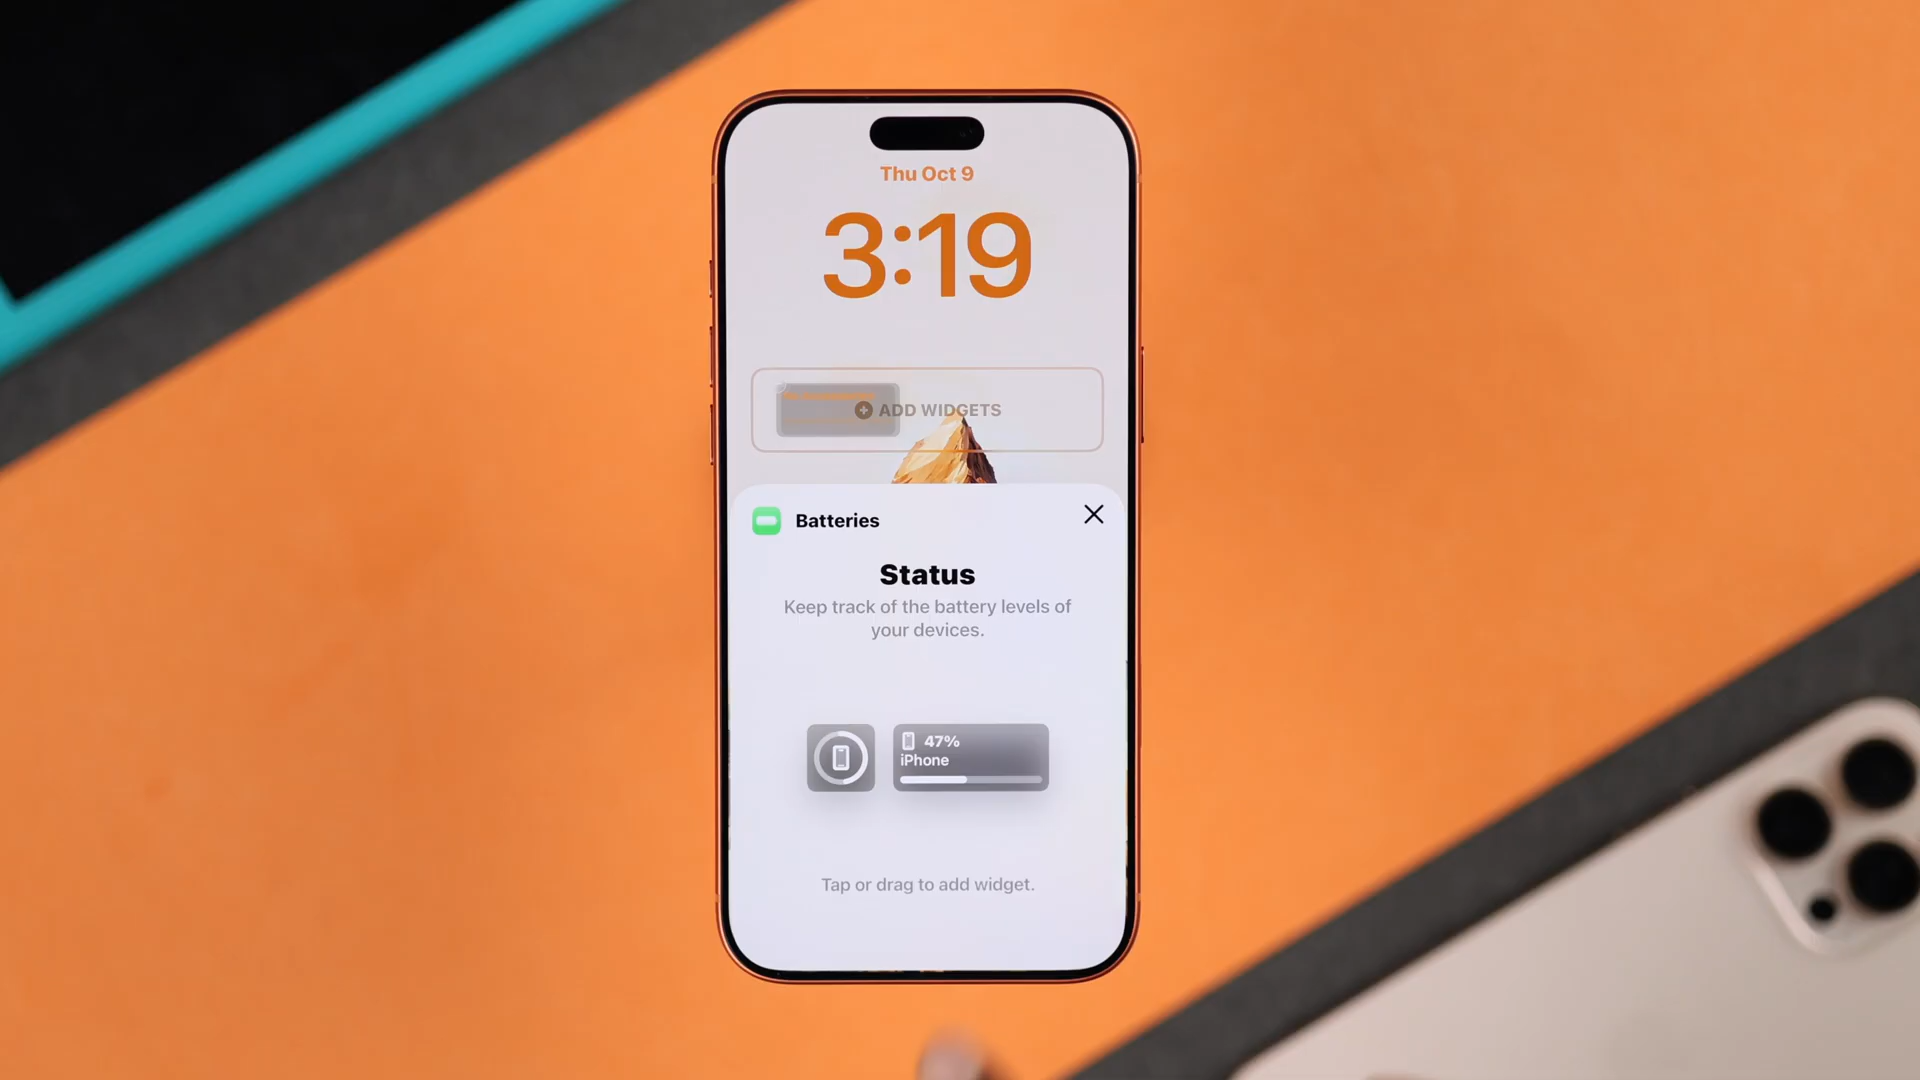 Thu Oct 9
3:19
ADD WIDGETS
Batteries
Status
Keep track of the battery levels of
your devices.
47%
iPhone
Tap or drag to add widget.